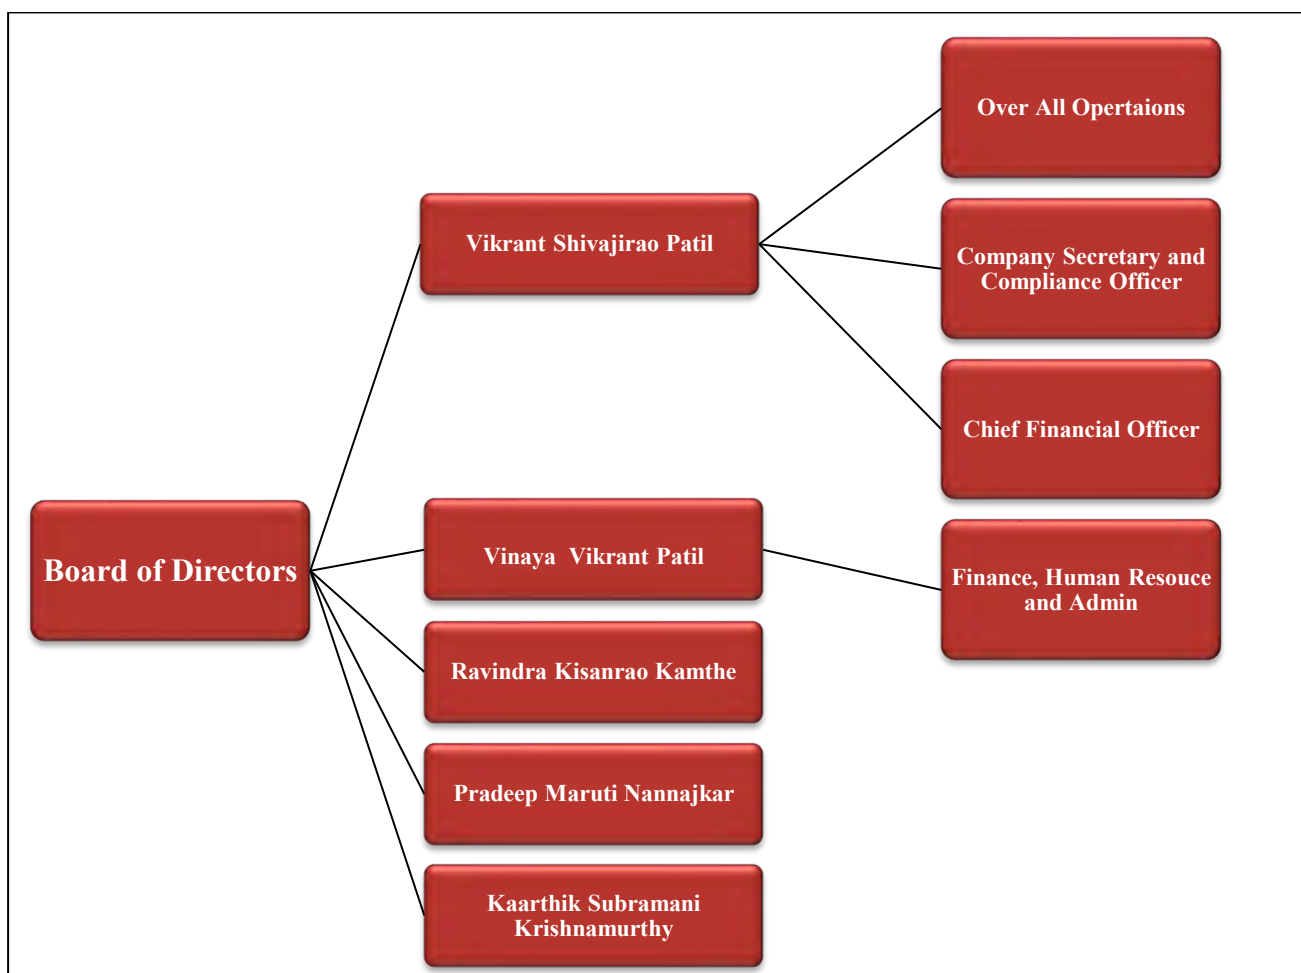 Board of Directors
Vikrant Shivajirao Patil
Over All Opertaions
Company Secretary and
Compliance Officer
Chief Financial Officer
Vinaya  Vikrant Patil
Finance, Human Resouce
and Admin
Ravindra Kisanrao Kamthe
Pradeep Maruti Nannajkar
Kaarthik Subramani
Krishnamurthy